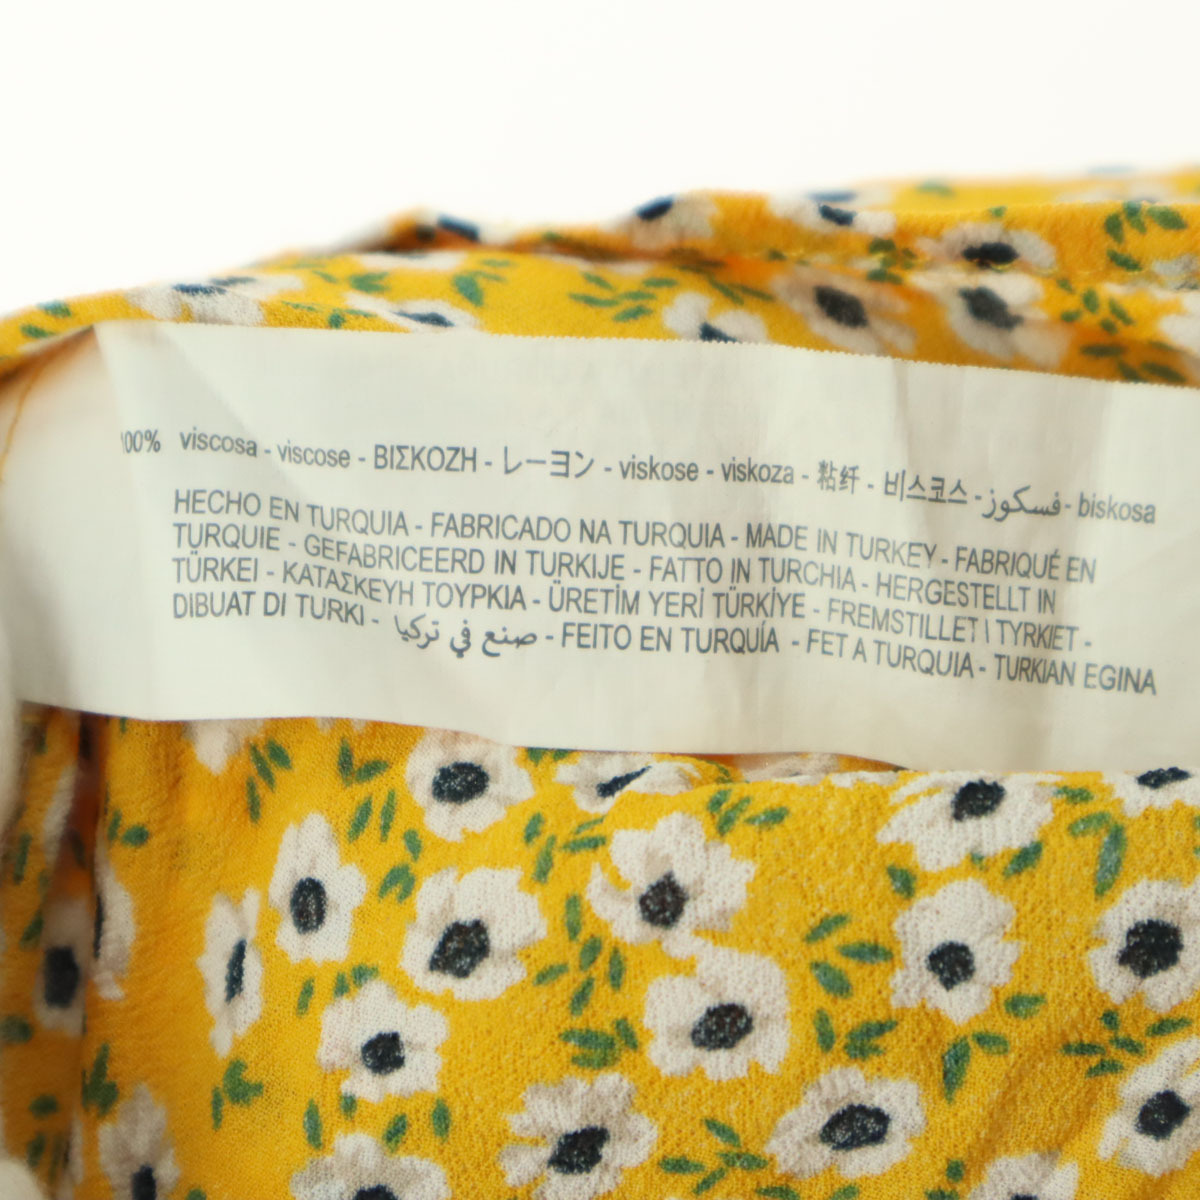 100% viscosa - viscose - ΒΙΣΚΟΖΗ - レーヨン - viskose - viskoza - 粘纤 - 비스코스 - فسكوز - biskosa
HECHO EN TURQUIA - FABRICADO NA TURQUIA - MADE IN TURKEY - FABRIQUÉ EN
TURQUIE - GEFABRICEERD IN TURKIJE - FATTO IN TURCHIA - HERGESTELLT IN
TÜRKEI - ΚΑΤΑΣΚΕΥΗ ΤΟΥΡΚΙΑ - ÜRETİM YERİ TÜRKİYE - FREMSTILLET I TYRKIET -
DIBUAT DI TURKI - صنع في تركيا - FEITO EN TURQUÍA - FET A TURQUIA - TURKIAN EGINA